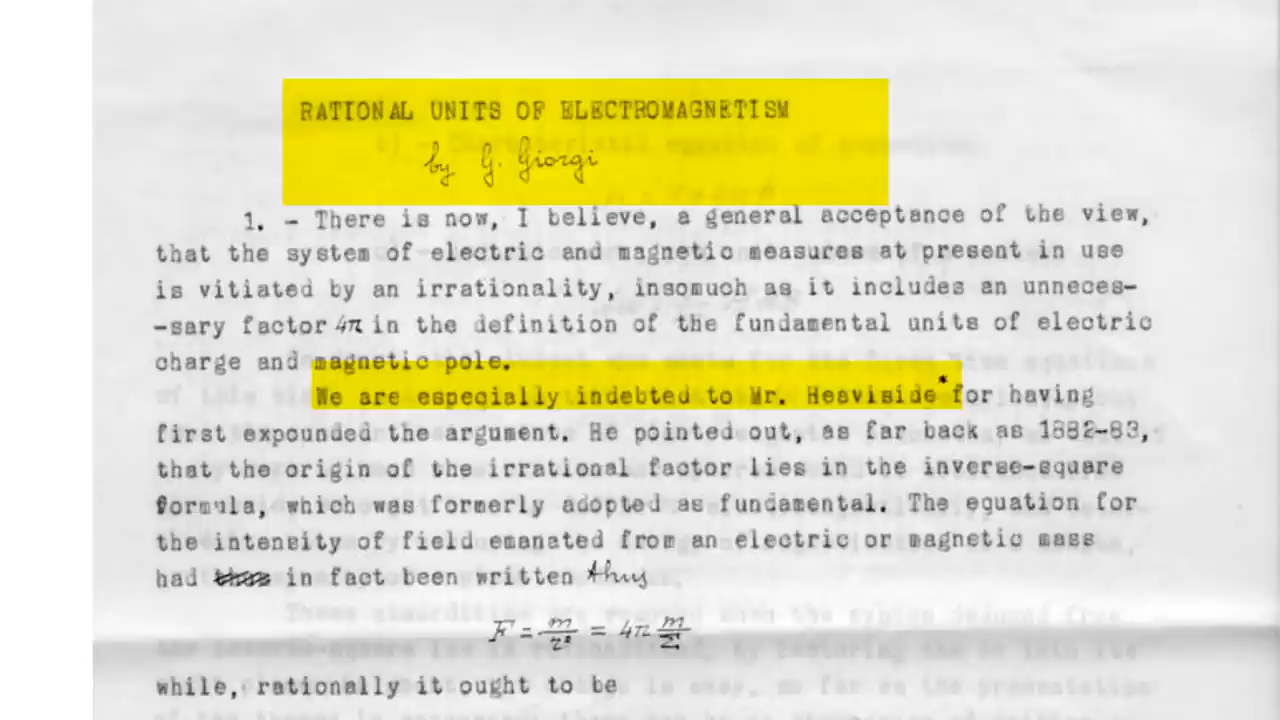 RATIONAL UNITS OF ELECTROMAGNETISM
by G. Giorgi
1. - There is now, I believe, a general acceptance of the view,
that the system of electric and magnetic measures at present in use
is vitiated by an irrationality, insomuch as it includes an unneces-
-sary factor 4π in the definition of the fundamental units of electric
charge and magnetic pole.
We are especially indebted to Mr. Heaviside* for having
first expounded the argument. He pointed out, as far back as 1882-83,
that the origin of the irrational factor lies in the inverse-square
formula, which was formerly adopted as fundamental. The equation for
the intensity of field emanated from an electric or magnetic mass
had in fact been written thus
F = m/r² = 4π m/Σ
while, rationally it ought to be